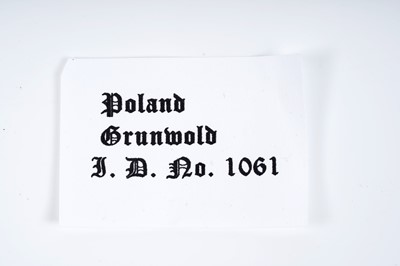 Poland
Grunwold
I. D. No. 1061